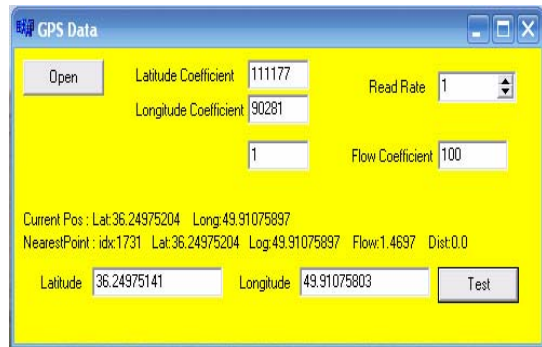 GPS Data
Open
Latitude Coefficient 111177
Longitude Coefficient 90281
Read Rate 1
1
Flow Coefficient 100
Current Pos : Lat:36.24975204 Long:49.91075897
NearestPoint : idx:1731 Lat:36.24975204 Log:49.91075897 Flow:1.4697 Dist:0.0
Latitude 36.24975141 Longitude 49.91075803 Test